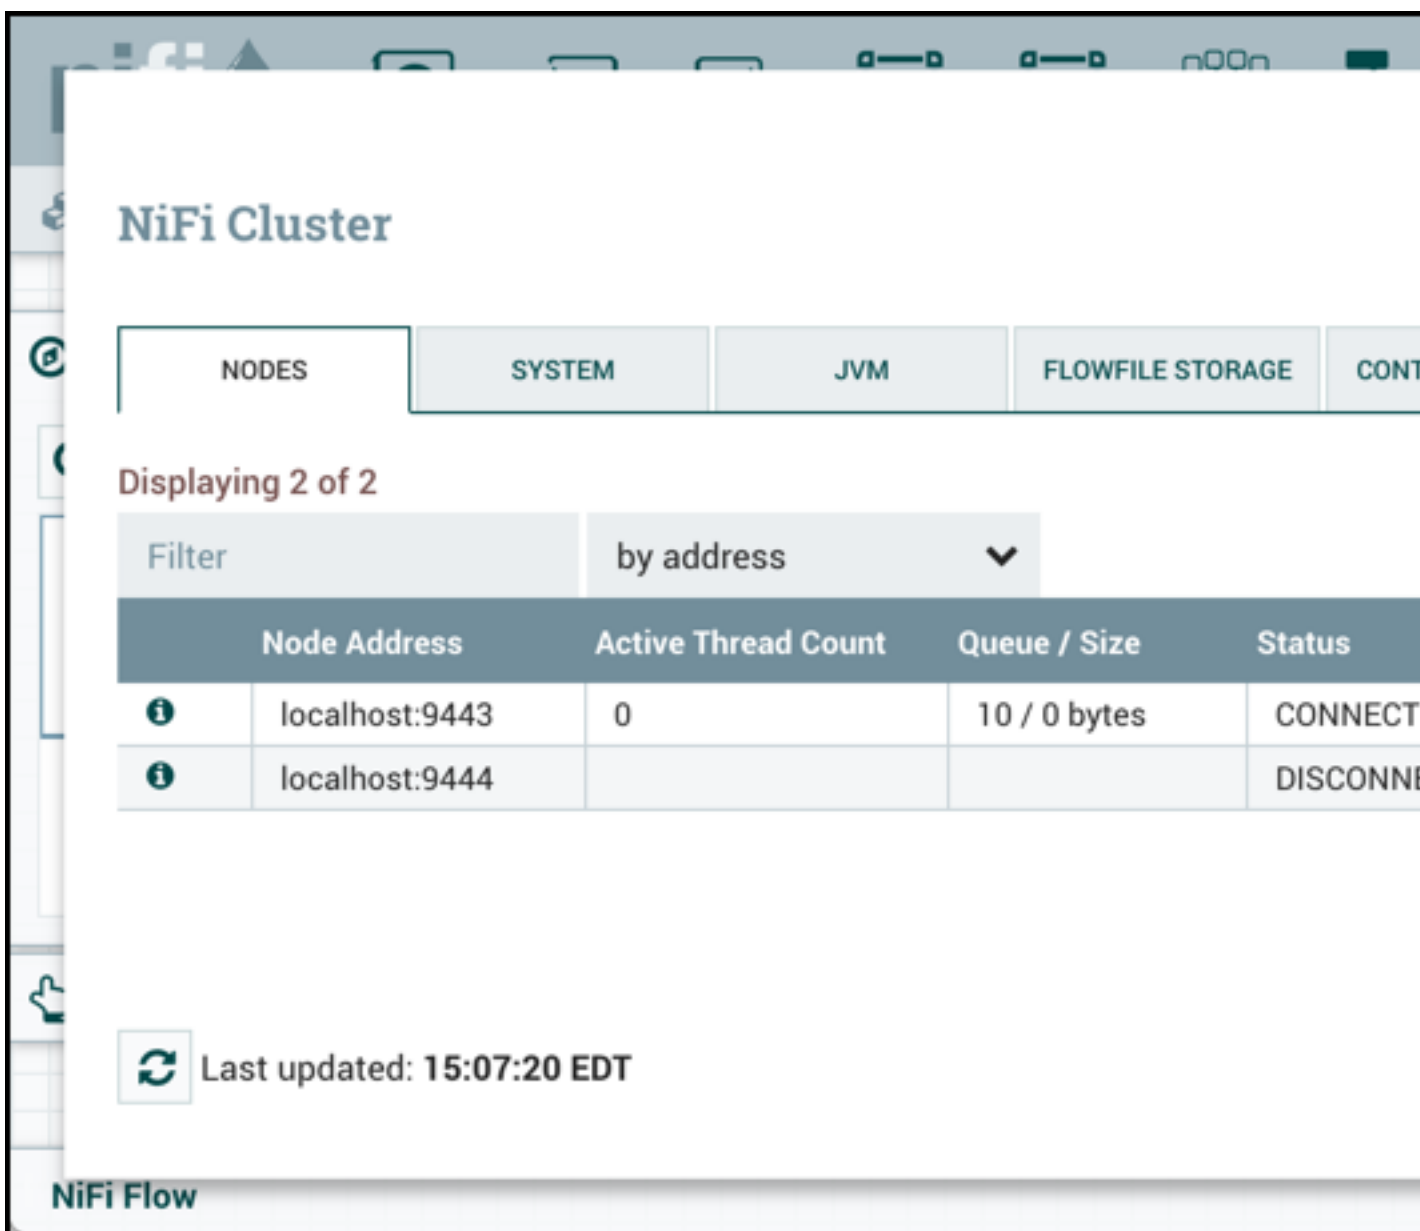 NiFi Cluster
NODES SYSTEM JVM FLOWFILE STORAGE
Displaying 2 of 2
Filter by address
Node Address Active Thread Count Queue / Size Status
localhost:9443 0 10 / 0 bytes CONNECT
localhost:9444 DISCONN
Last updated: 15:07:20 EDT
NiFi Flow